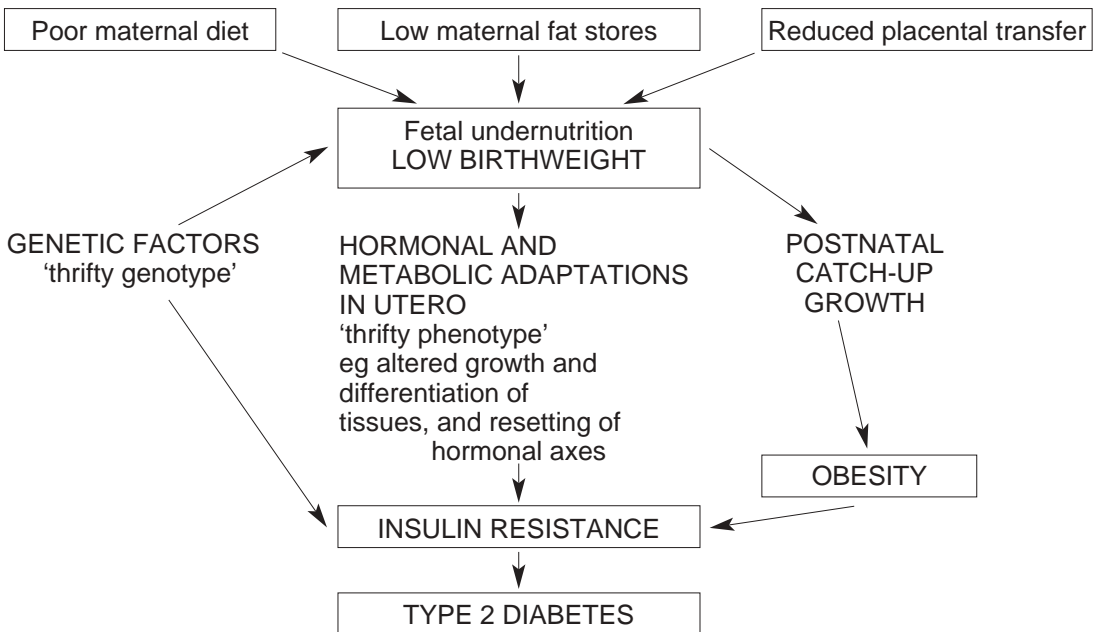 Poor maternal diet
Low maternal fat stores
Reduced placental transfer
Fetal undernutrition
LOW BIRTHWEIGHT
GENETIC FACTORS
‘thrifty genotype’
HORMONAL AND
METABOLIC ADAPTATIONS
IN UTERO
‘thrifty phenotype’
eg altered growth and
differentiation of
tissues, and resetting of
hormonal axes
POSTNATAL
CATCH-UP
GROWTH
OBESITY
INSULIN RESISTANCE
TYPE 2 DIABETES